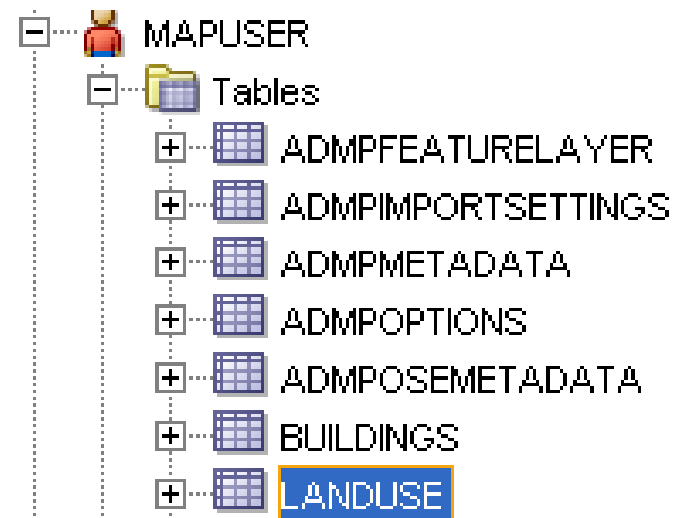 MAPUSER
Tables
ADMPFEATURELAYER
ADMPIMPORTSETTINGS
ADMPMETADATA
ADMPOPTIONS
ADMPOSEMETADATA
BUILDINGS
LANDUSE